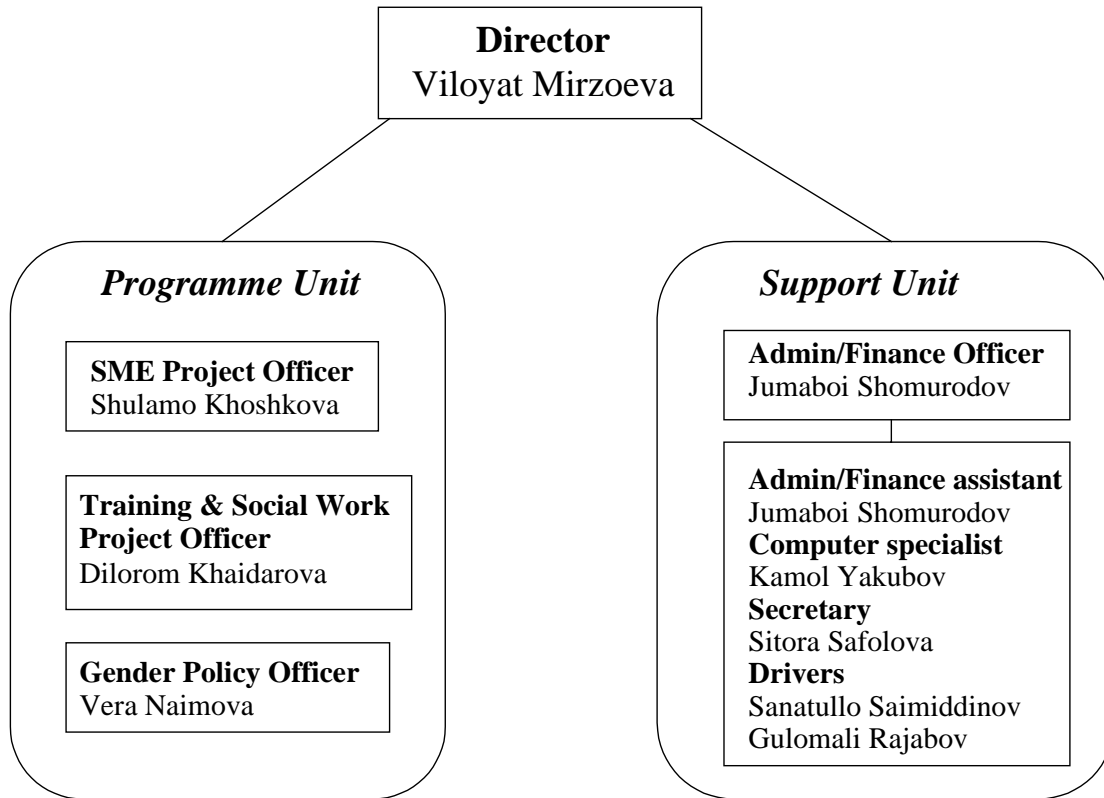 Director
Viloyat Mirzoeva
Programme Unit
SME Project Officer
Shulamo Khoshkova
Training & Social Work
Project Officer
Dilorom Khaidarova
Gender Policy Officer
Vera Naimova
Support Unit
Admin/Finance Officer
Jumaboi Shomurodov
Admin/Finance assistant
Jumaboi Shomurodov
Computer specialist
Kamol Yakubov
Secretary
Sitora Safolova
Drivers
Sanatullo Saimiddinov
Gulomali Rajabov